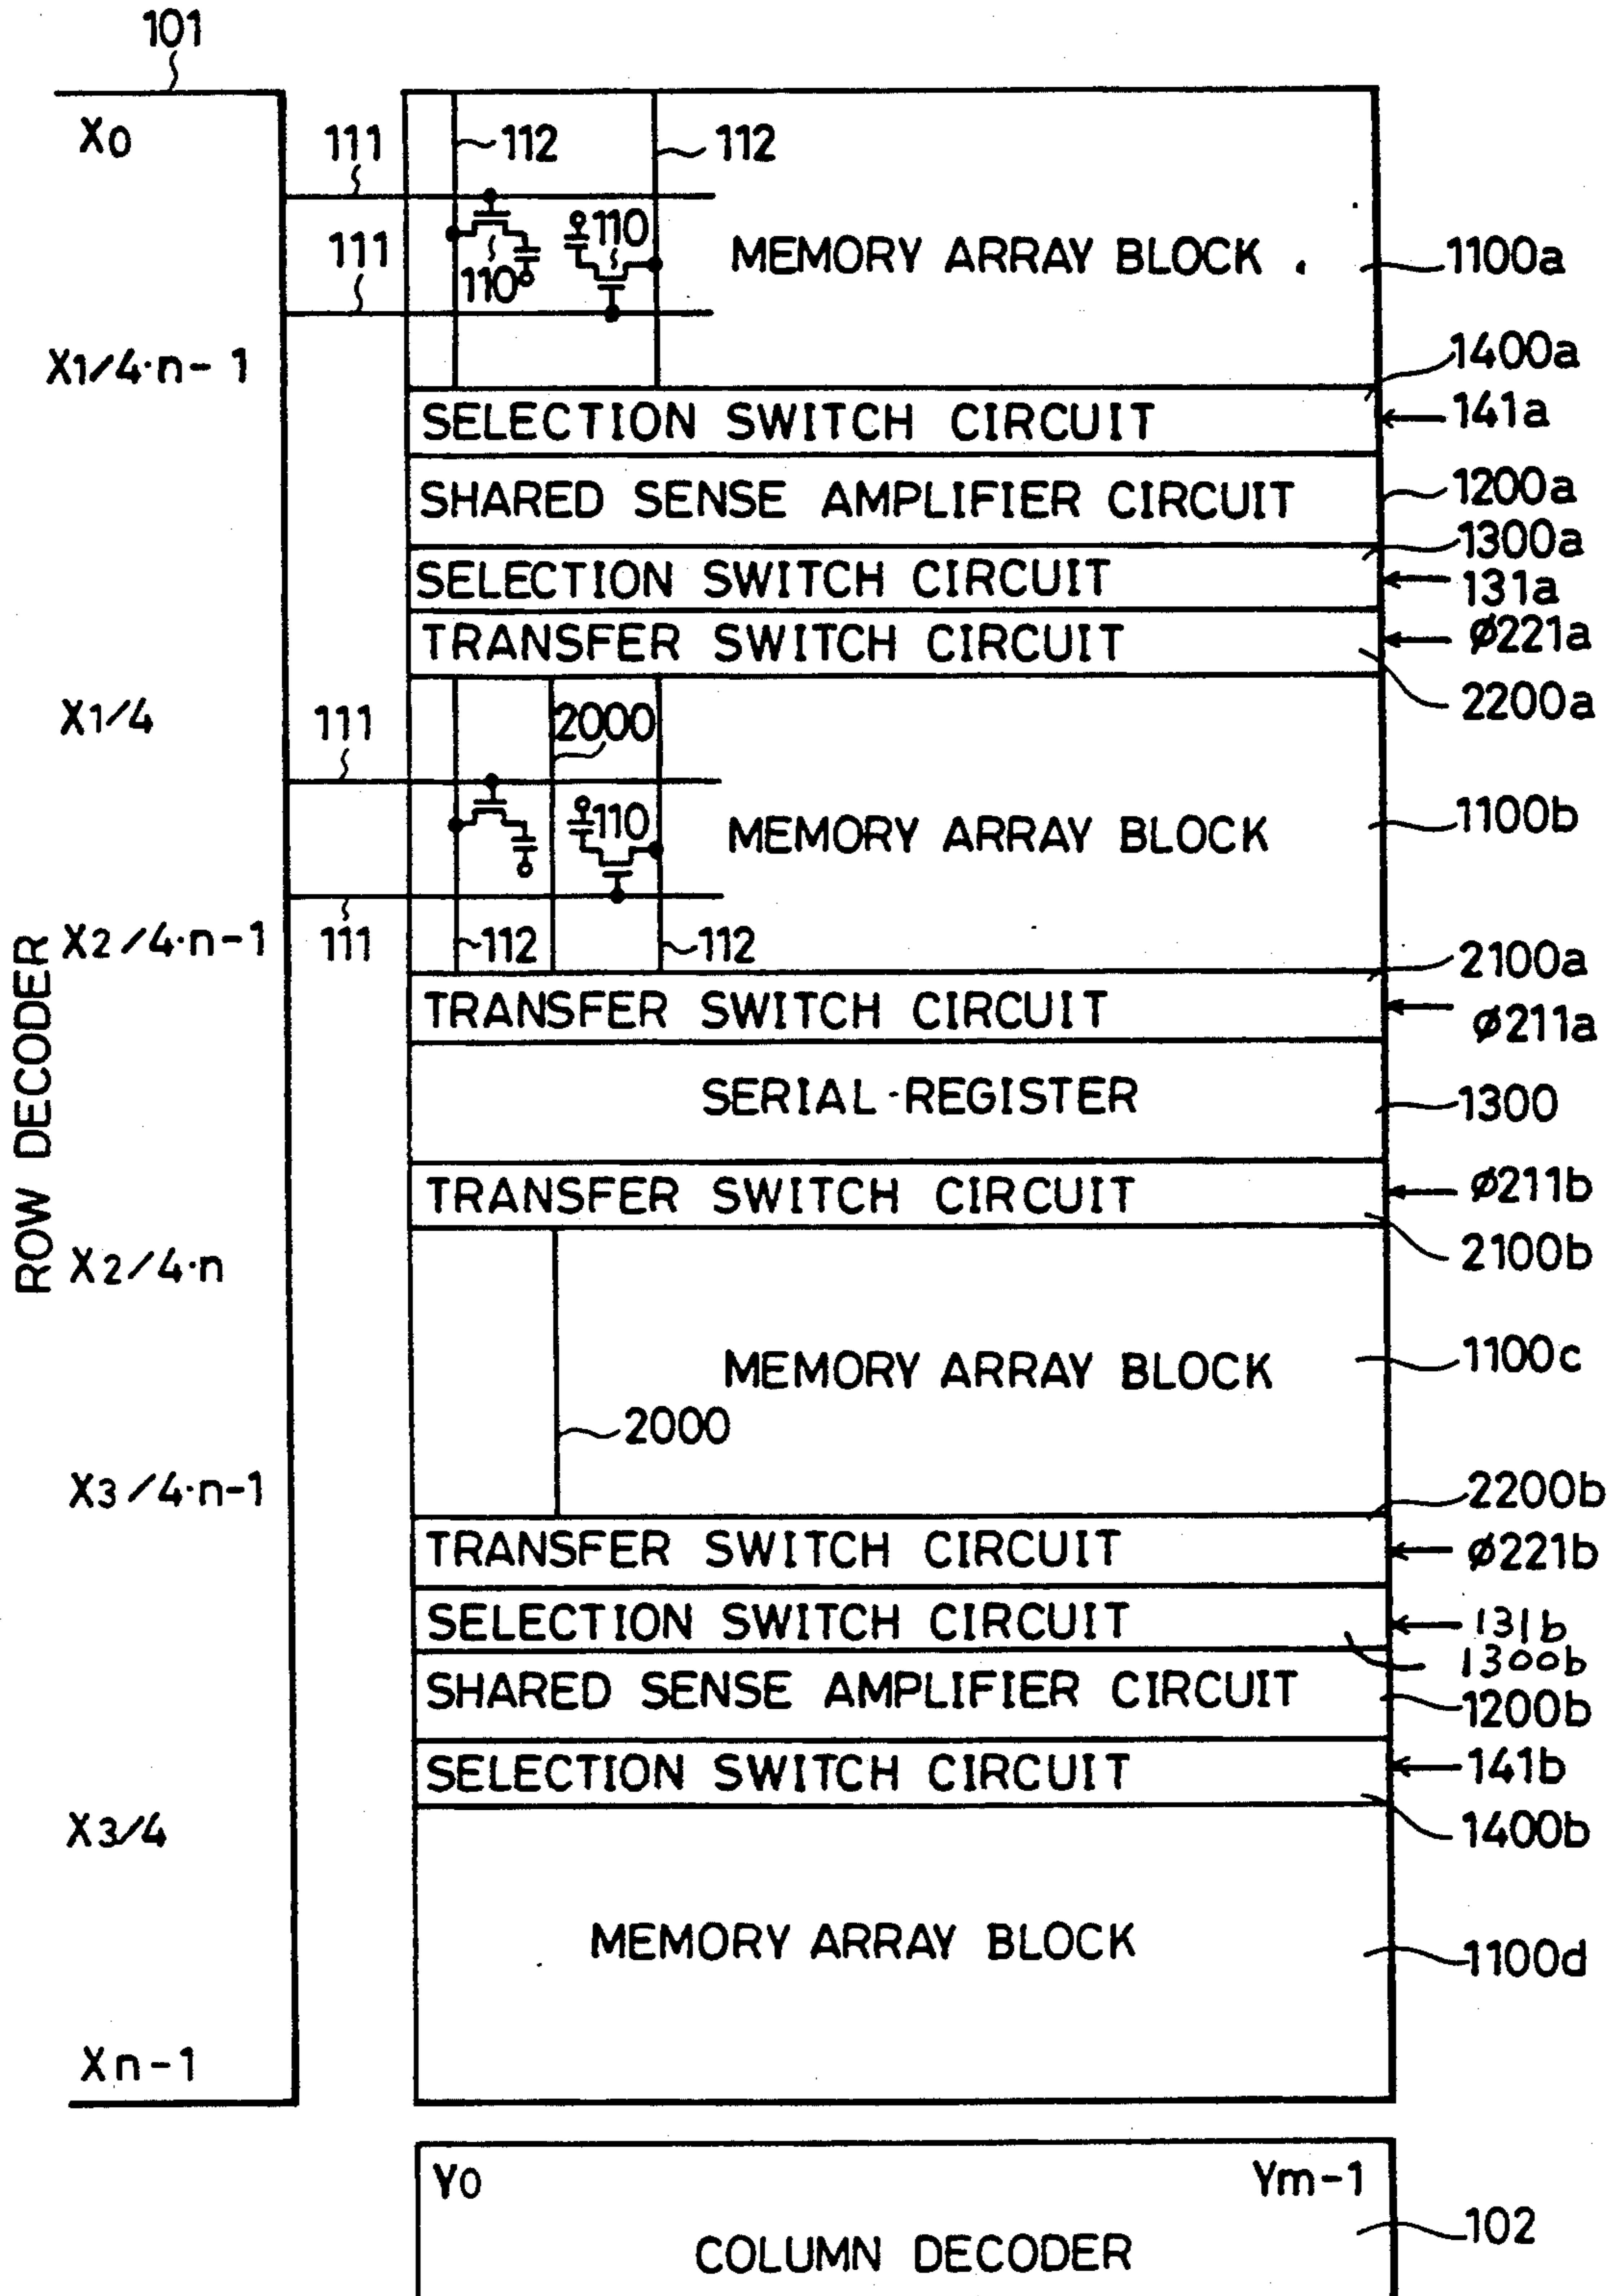 101
X0
111
112
112
110
111
110
MEMORY ARRAY BLOCK
1100a
X1/4·n-1
1400a
SELECTION SWITCH CIRCUIT
141a
SHARED SENSE AMPLIFIER CIRCUIT
1200a
1300a
SELECTION SWITCH CIRCUIT
131a
TRANSFER SWITCH CIRCUIT
ø221a
2200a
X1/4
111
2000
110
MEMORY ARRAY BLOCK
1100b
ROW DECODER
X2/4·n-1
111
112
112
2100a
TRANSFER SWITCH CIRCUIT
ø211a
SERIAL-REGISTER
1300
TRANSFER SWITCH CIRCUIT
ø211b
2100b
X2/4·n
MEMORY ARRAY BLOCK
1100c
2000
X3/4·n-1
2200b
TRANSFER SWITCH CIRCUIT
ø221b
SELECTION SWITCH CIRCUIT
131b
1300b
SHARED SENSE AMPLIFIER CIRCUIT
1200b
SELECTION SWITCH CIRCUIT
141b
X3/4
1400b
MEMORY ARRAY BLOCK
1100d
Xn-1
Y0
Ym-1
COLUMN DECODER
102